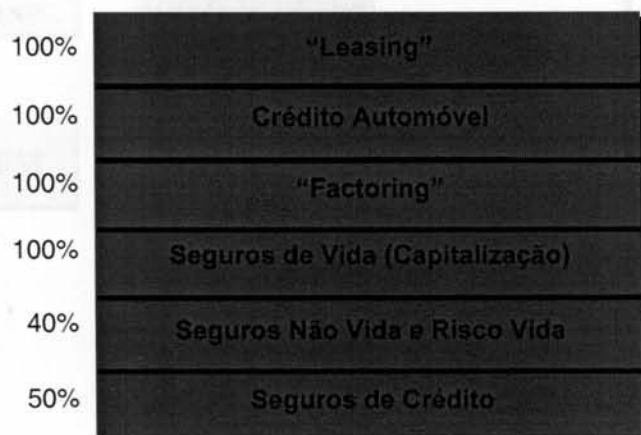 100% “Leasing”
100% Crédito Automóvel
100% “Factoring”
100% Seguros de Vida (Capitalização)
40% Seguros Não Vida e Risco Vida
50% Seguros de Crédito